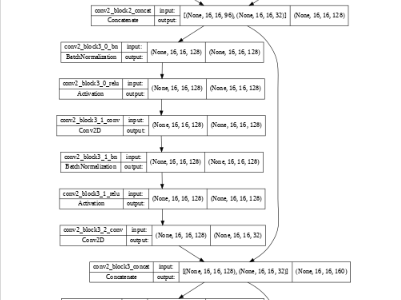 conv2_block2_concat input: [(None, 16, 16, 96), (None, 16, 16, 32)] (None, 16, 16, 128)
Concatenate output:
conv2_block3_0_bn input: (None, 16, 16, 128) (None, 16, 16, 128)
BatchNormalization output:
conv2_block3_0_relu input: (None, 16, 16, 128) (None, 16, 16, 128)
Activation output:
conv2_block3_1_conv input: (None, 16, 16, 128) (None, 16, 16, 128)
Conv2D output:
conv2_block3_1_bn input: (None, 16, 16, 128) (None, 16, 16, 128)
BatchNormalization output:
conv2_block3_1_relu input: (None, 16, 16, 128) (None, 16, 16, 128)
Activation output:
conv2_block3_2_conv input: (None, 16, 16, 128) (None, 16, 16, 32)
Conv2D output:
conv2_block3_concat input: [(None, 16, 16, 128), (None, 16, 16, 32)] (None, 16, 16, 160)
Concatenate output: